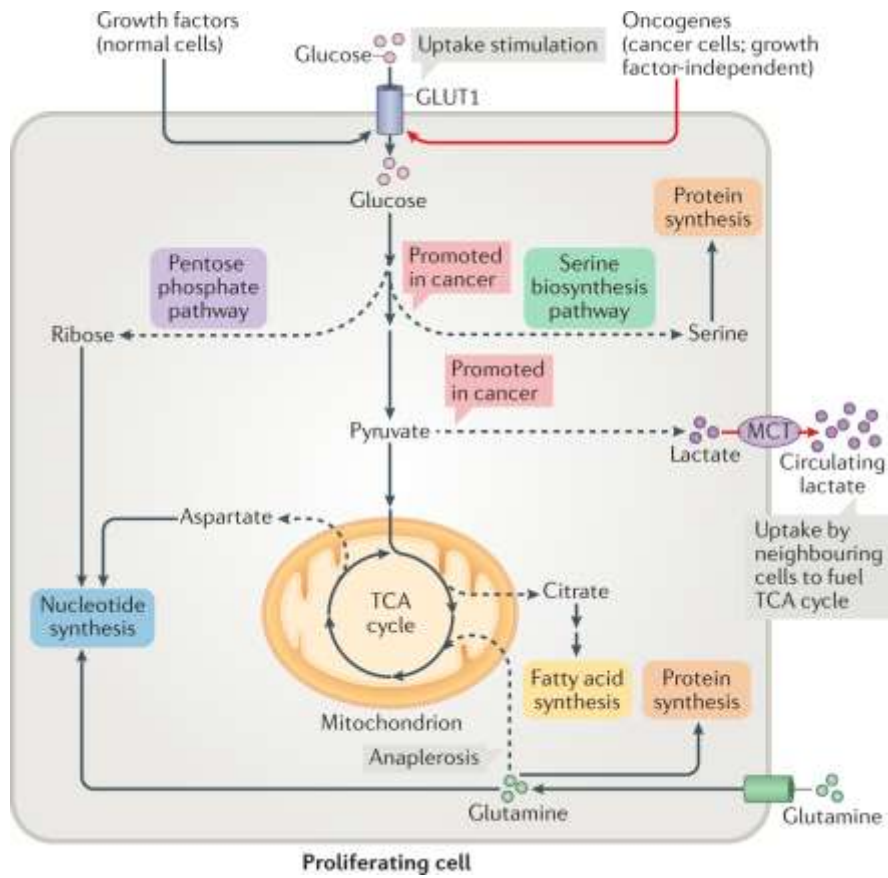 Growth factors
(normal cells)
Glucose
Uptake stimulation
Oncogenes
(cancer cells; growth
factor-independent)
GLUT1
Glucose
Protein
synthesis
Pentose
phosphate
pathway
Promoted
in cancer
Serine
biosynthesis
pathway
Ribose
Serine
Promoted
in cancer
Pyruvate
Lactate
MCT
Circulating
lactate
Uptake by
neighbouring
cells to fuel
TCA cycle
Aspartate
Nucleotide
synthesis
TCA
cycle
Citrate
Fatty acid
synthesis
Protein
synthesis
Mitochondrion
Anaplerosis
Glutamine
Glutamine
Proliferating cell